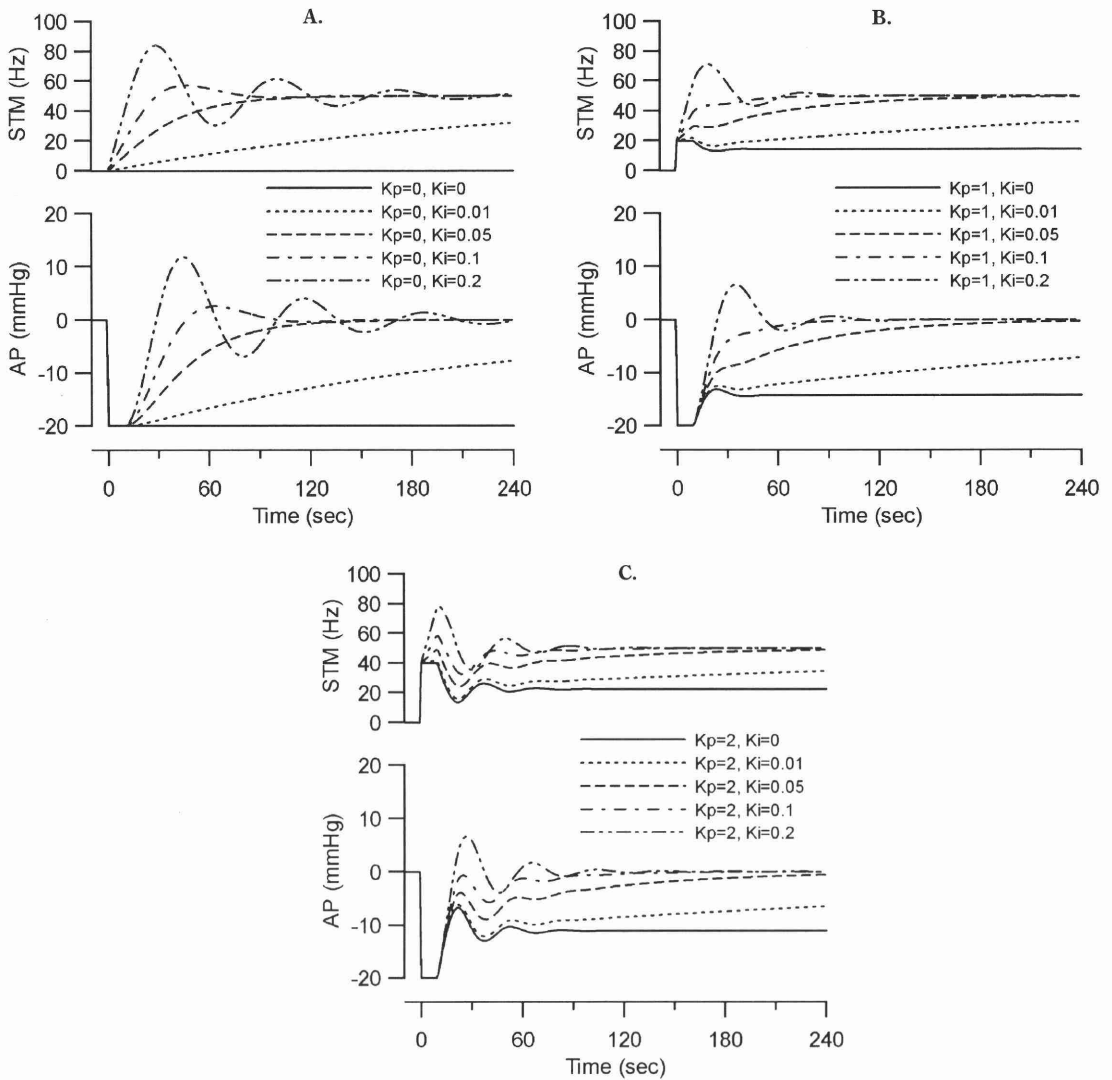 A.
STM (Hz)
100
80
60
40
20
0
Kp=0, Ki=0
Kp=0, Ki=0.01
Kp=0, Ki=0.05
Kp=0, Ki=0.1
Kp=0, Ki=0.2
AP (mmHg)
20
10
0
-10
-20
0 60 120 180 240
Time (sec)
B.
STM (Hz)
100
80
60
40
20
0
Kp=1, Ki=0
Kp=1, Ki=0.01
Kp=1, Ki=0.05
Kp=1, Ki=0.1
Kp=1, Ki=0.2
AP (mmHg)
20
10
0
-10
-20
0 60 120 180 240
Time (sec)
C.
STM (Hz)
100
80
60
40
20
0
Kp=2, Ki=0
Kp=2, Ki=0.01
Kp=2, Ki=0.05
Kp=2, Ki=0.1
Kp=2, Ki=0.2
AP (mmHg)
20
10
0
-10
-20
0 60 120 180 240
Time (sec)